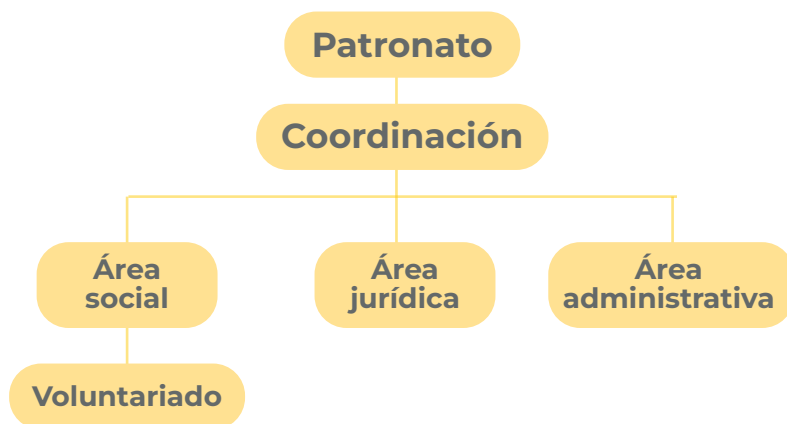 Patronato
Coordinación
Área
social
Área
jurídica
Área
administrativa
Voluntariado